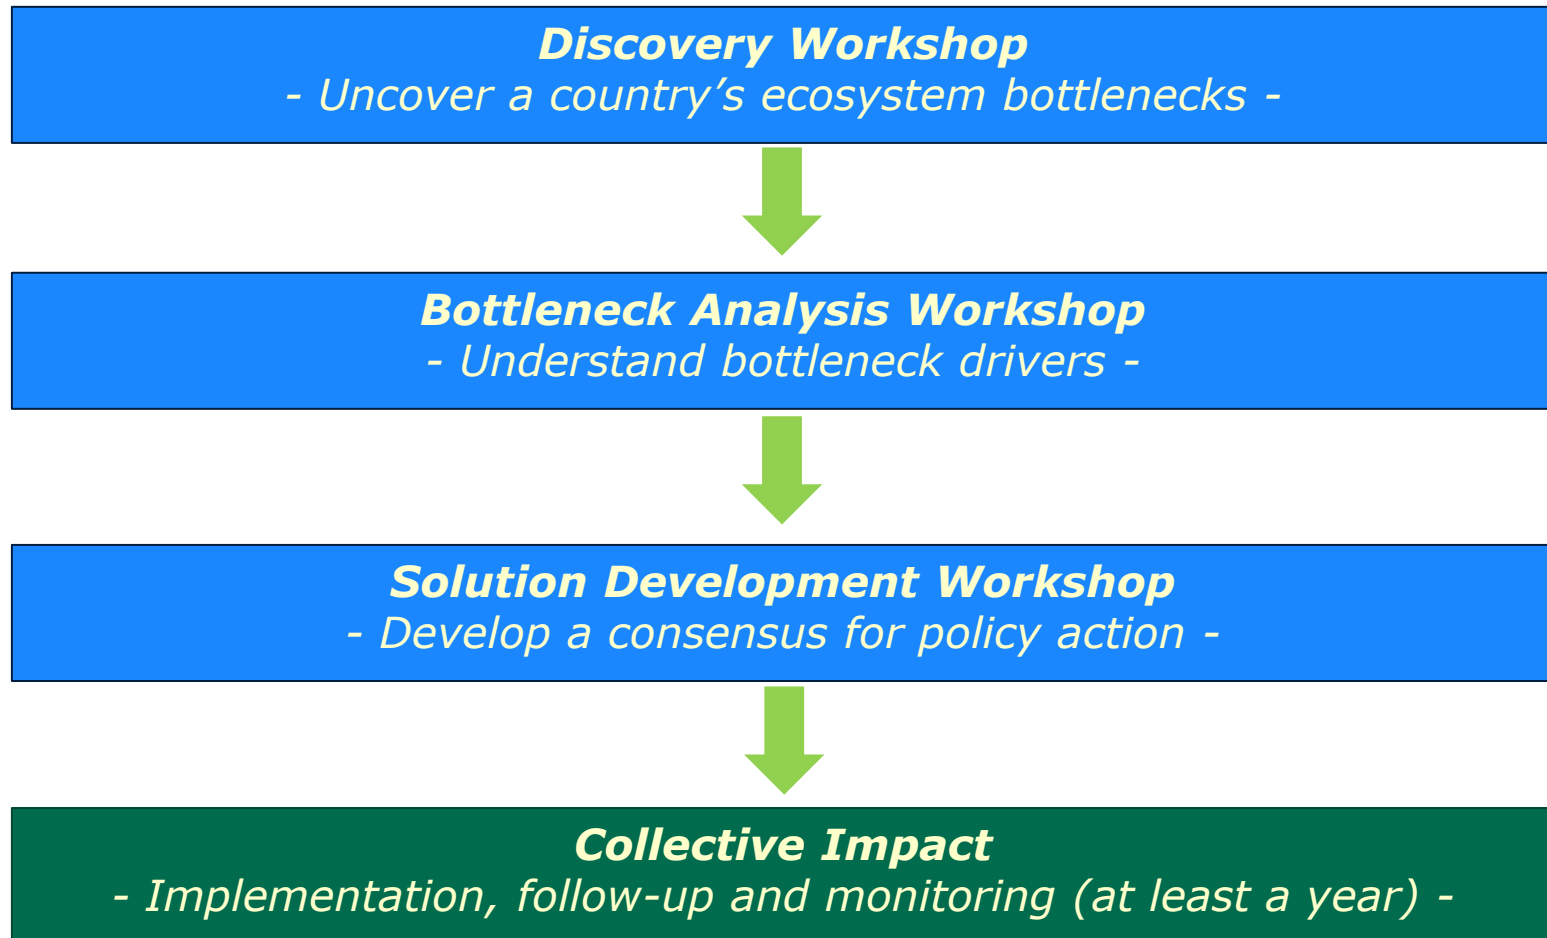 Discovery Workshop
- Uncover a country’s ecosystem bottlenecks -
Bottleneck Analysis Workshop
- Understand bottleneck drivers -
Solution Development Workshop
- Develop a consensus for policy action -
Collective Impact
- Implementation, follow-up and monitoring (at least a year) -